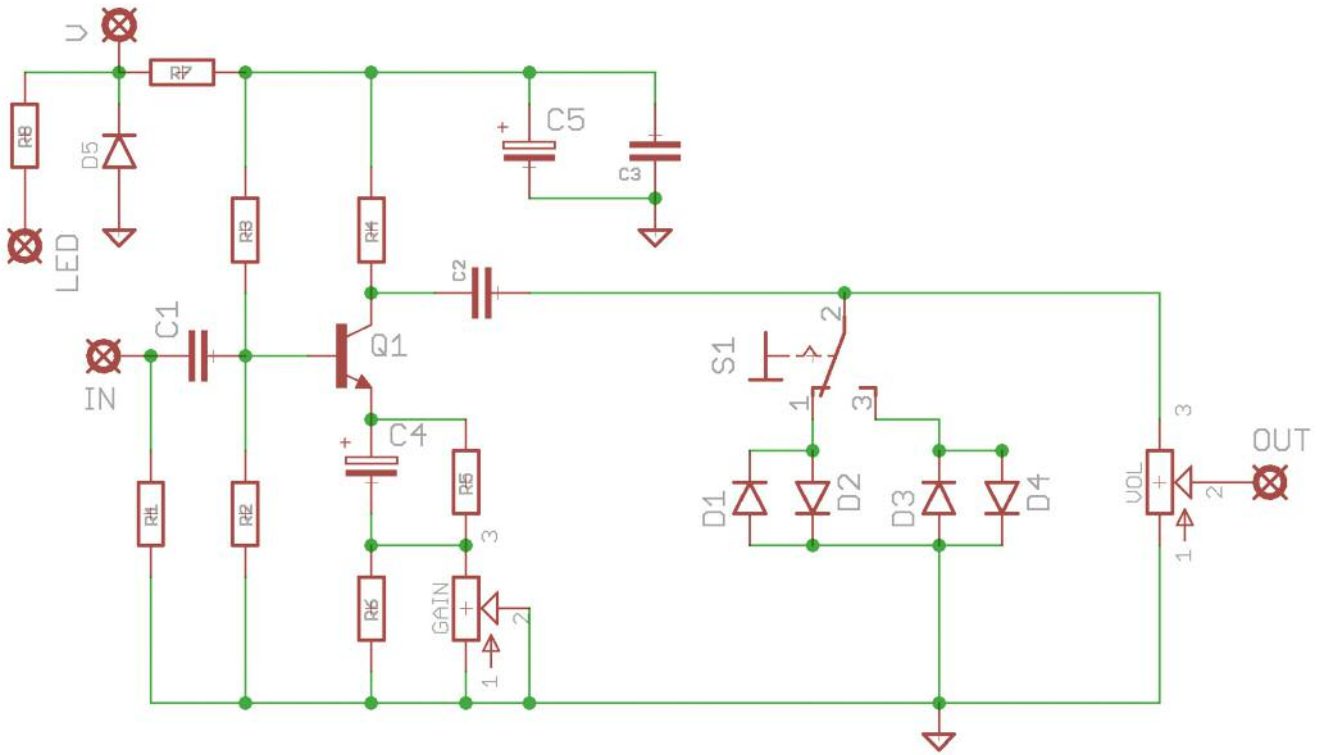 V
R7
C5
R8
D5
C3
R3
R4
LED
C2
C1
2
Q1
S1
IN
1
3
C4
3
OUT
R5
D2
D4
VOL
2
R1
R2
D1
D3
3
1
R6
GAIN
2
1